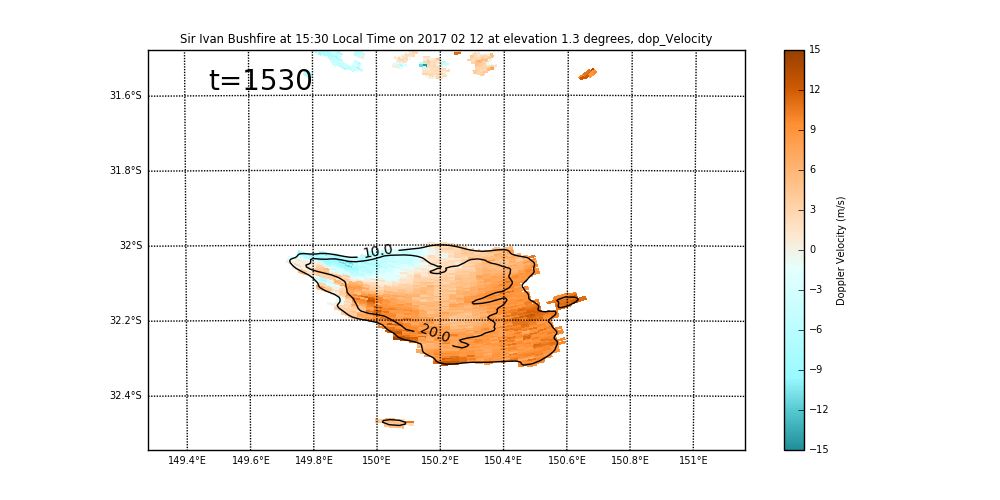 Sir Ivan Bushfire at 15:30 Local Time on 2017 02 12 at elevation 1.3 degrees, dop_Velocity
t=1530
31.6°S
31.8°S
32°S
32.2°S
32.4°S
10.0
20.0
149.4°E 149.6°E 149.8°E 150°E 150.2°E 150.4°E 150.6°E 150.8°E 151°E
15
12
9
6
3
0
−3
−6
−9
−12
−15
Doppler Velocity (m/s)